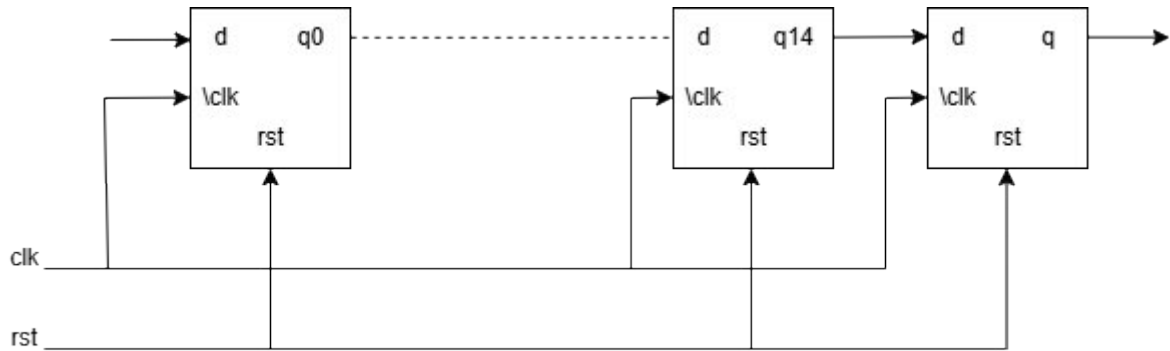 d q0 d q14 d q
\clk \clk \clk
rst rst rst
clk
rst